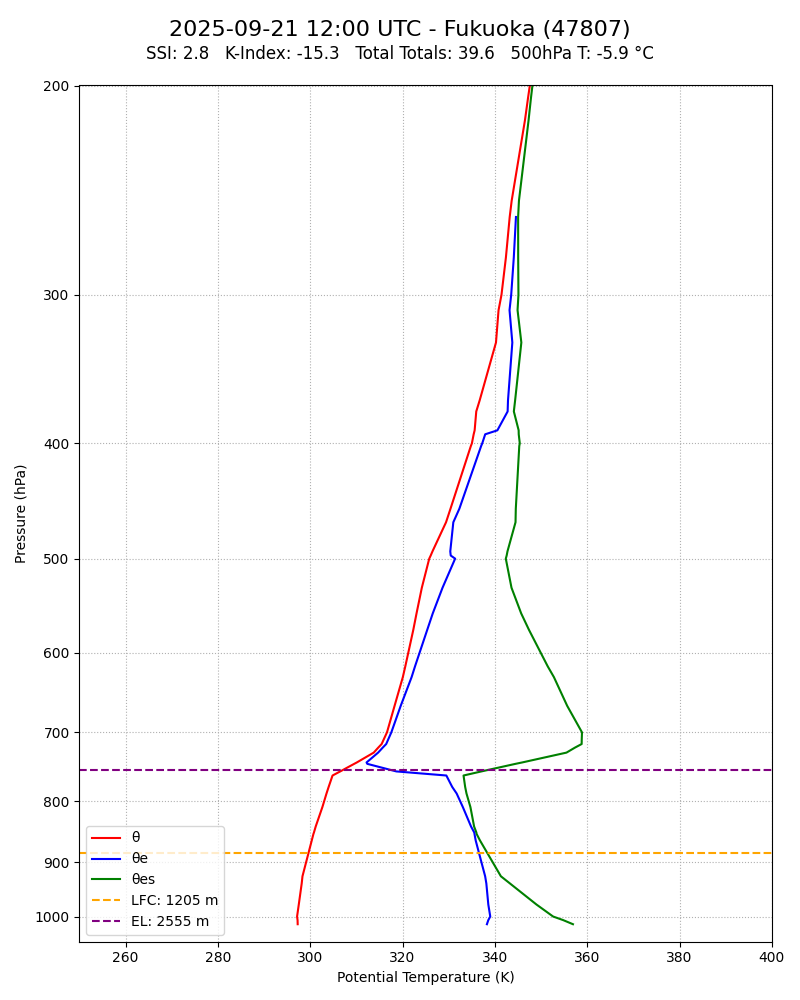 2025-09-21 12:00 UTC - Fukuoka (47807)
SSI: 2.8 K-Index: -15.3 Total Totals: 39.6 500hPa T: -5.9 °C
200
300
400
500
600
700
800
900
1000
Pressure (hPa)
θ
θe
θes
LFC: 1205 m
EL: 2555 m
260 280 300 320 340 360 380 400
Potential Temperature (K)